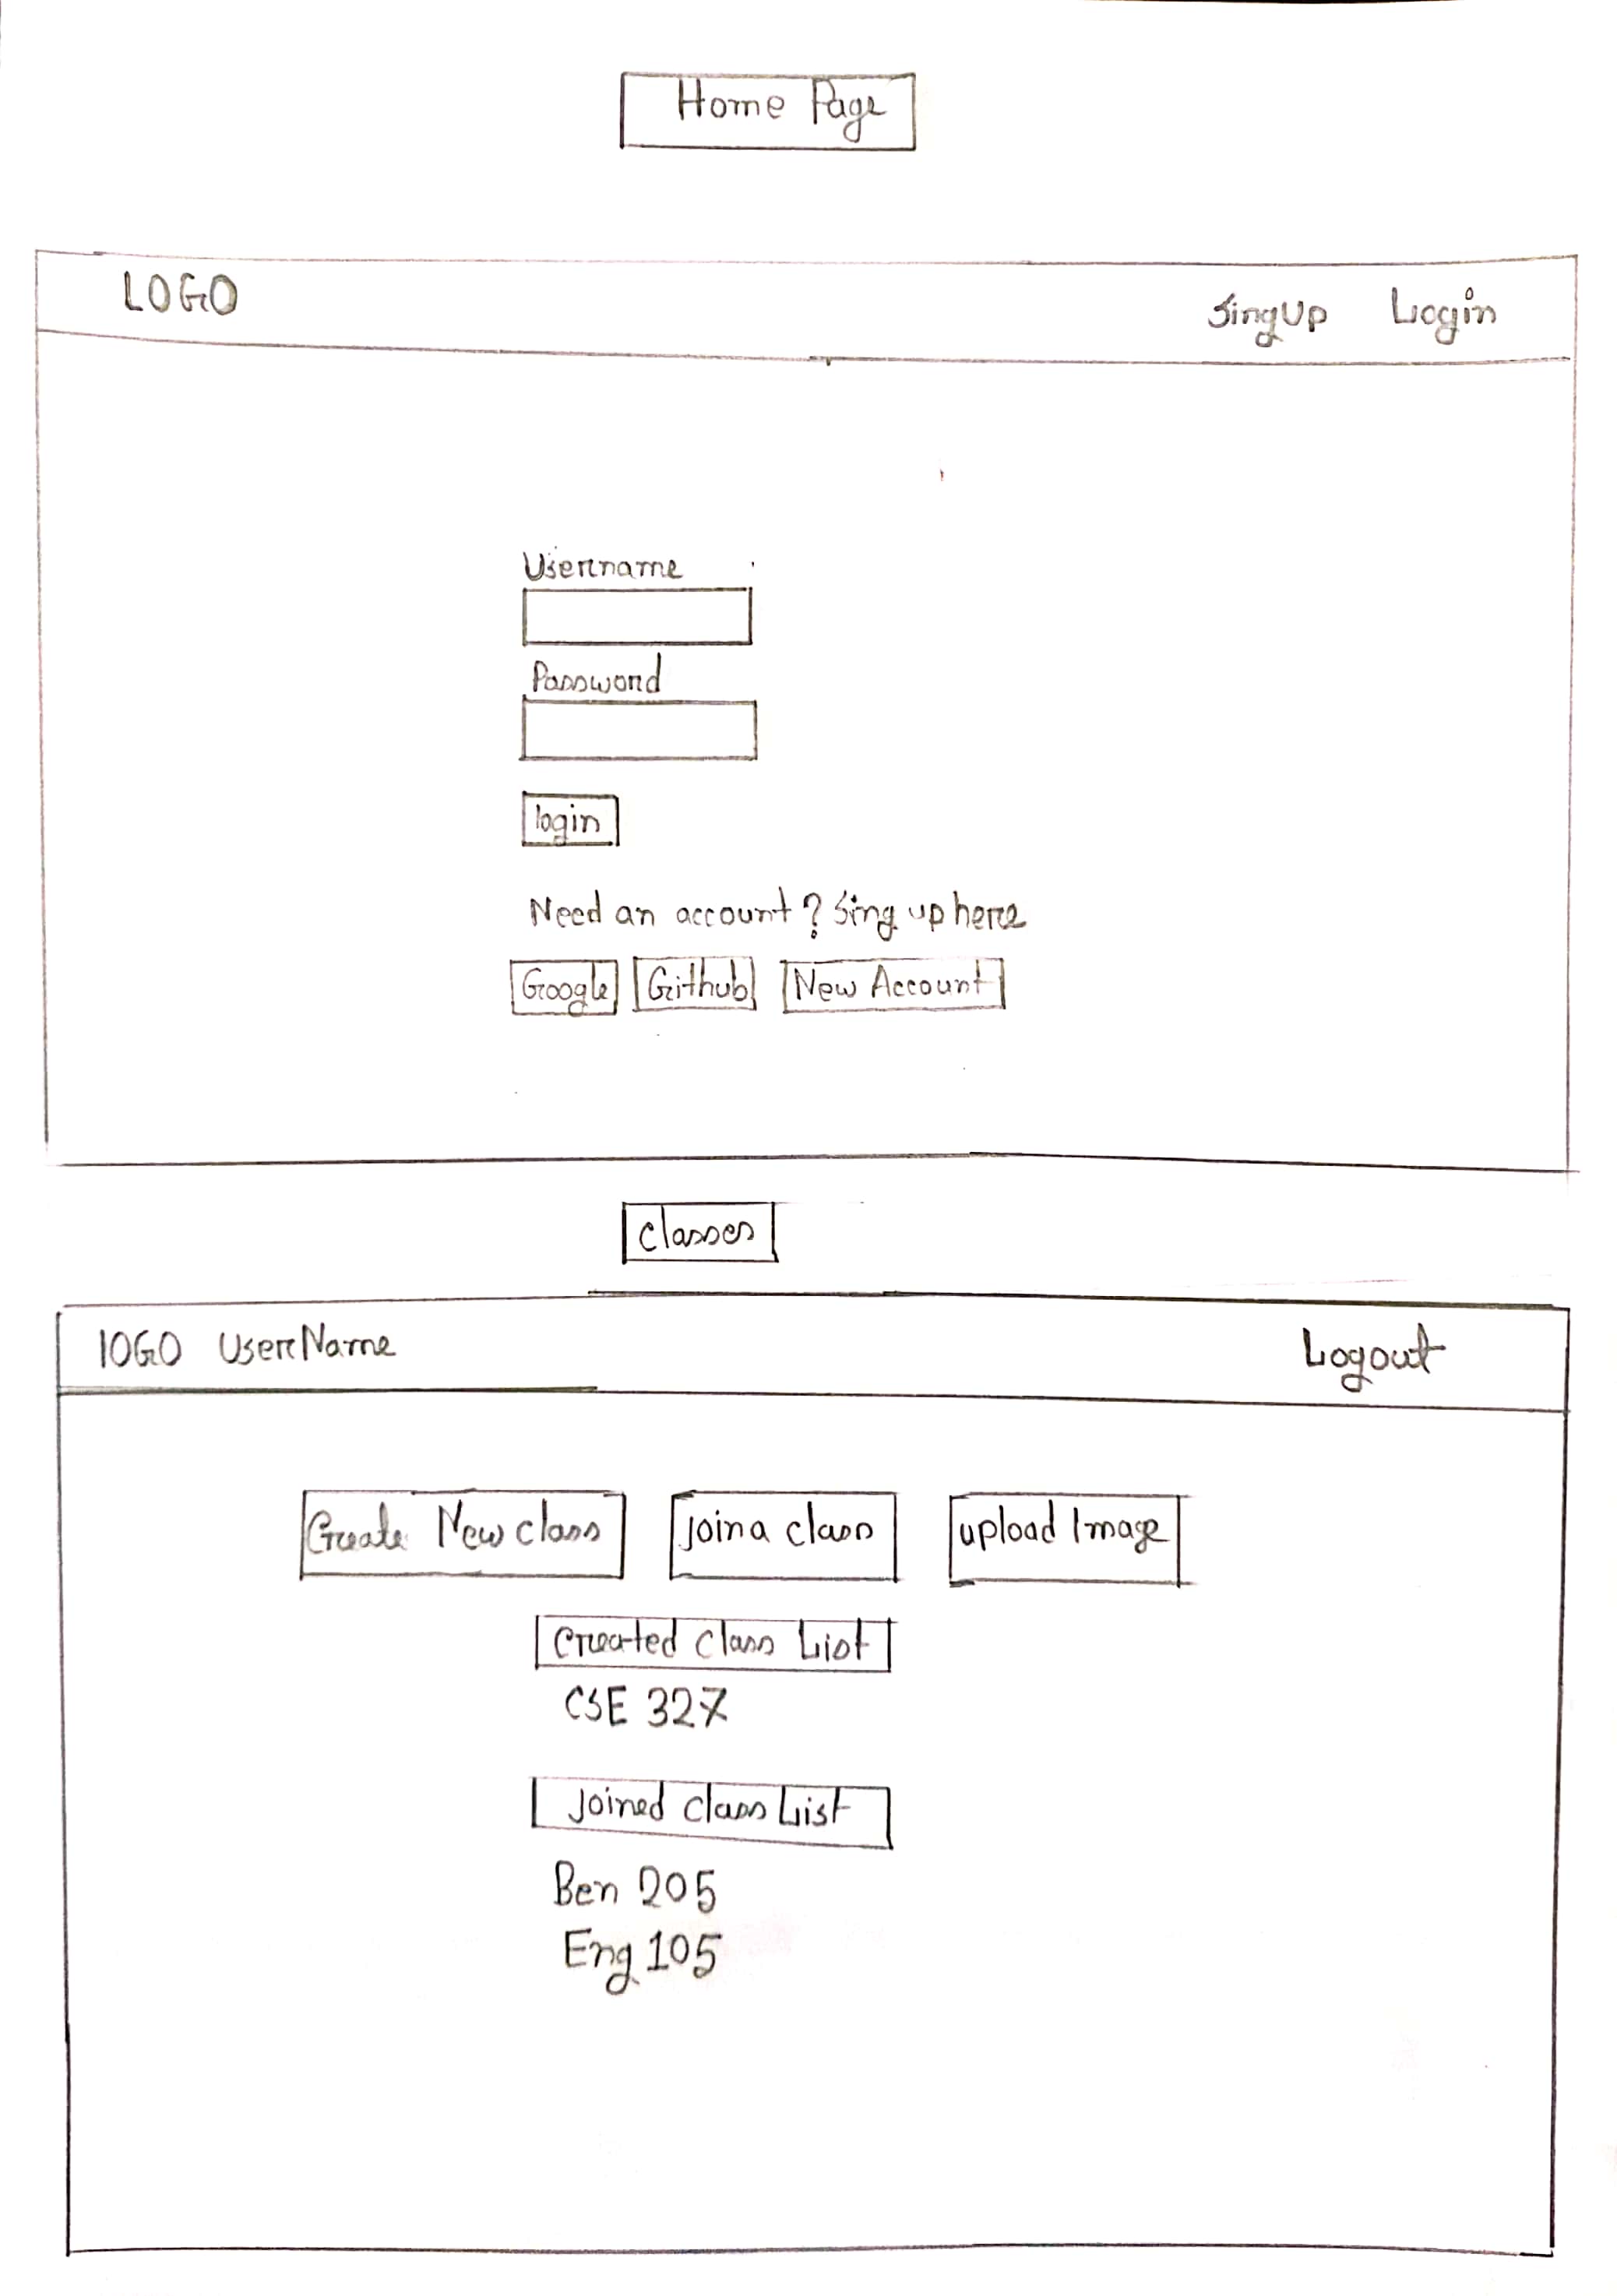 Home Page
LOGO SingUp Login
Username
Password
login
Need an account? Sing up here
Google Github New Account
Classes
lOGO UserName Logout
Create New class join a class upload Image
Created Class List
CSE 327
Joined Class List
Ben 205
Eng 105